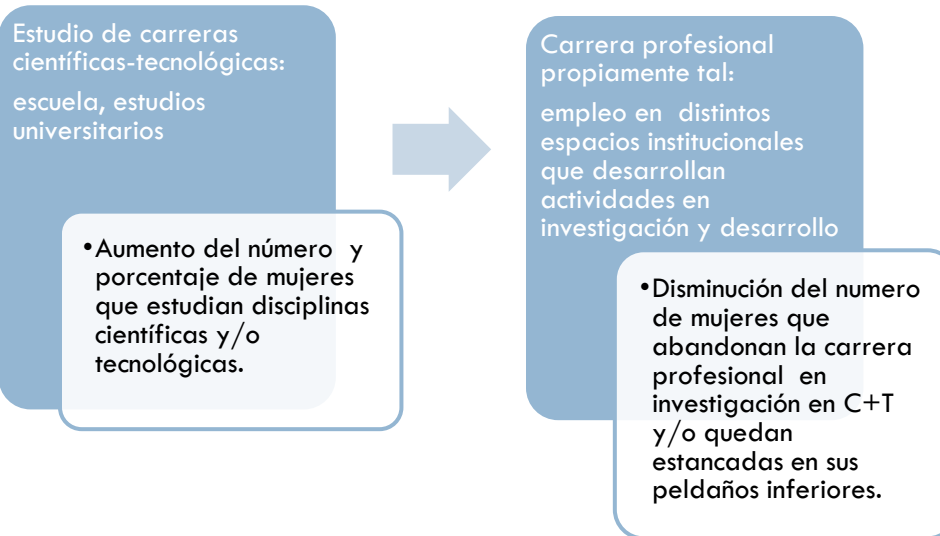 Estudio de carreras
científicas-tecnológicas:
escuela, estudios
universitarios
•Aumento del número y
porcentaje de mujeres
que estudian disciplinas
científicas y/o
tecnológicas.
Carrera profesional
propiamente tal:
empleo en distintos
espacios institucionales
que desarrollan
actividades en
investigación y desarrollo
•Disminución del numero
de mujeres que
abandonan la carrera
profesional en
investigación en C+T
y/o quedan
estancadas en sus
peldaños inferiores.